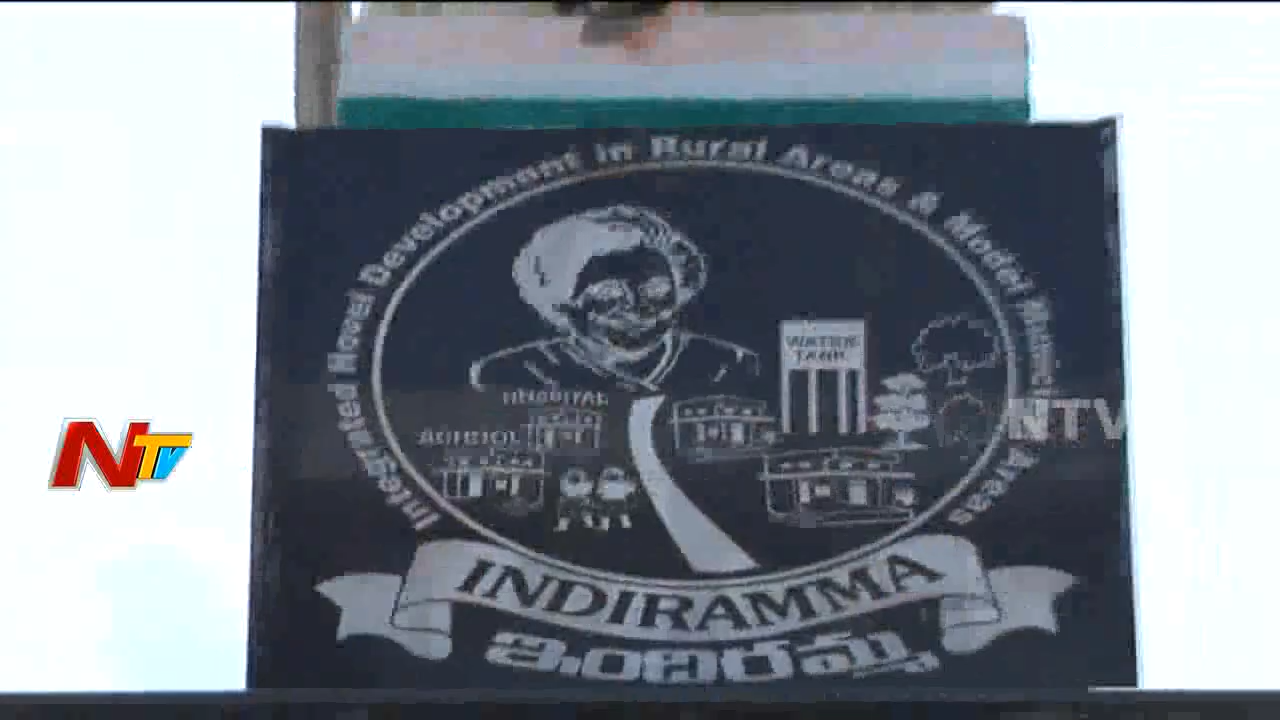 Integrated Novel Development in Rural Areas & Model Municipal Areas
WATER
TANK
HOSPITAL
SCHOOL
NTV
NTV
INDIRAMMA
ఇందిరమ్మ